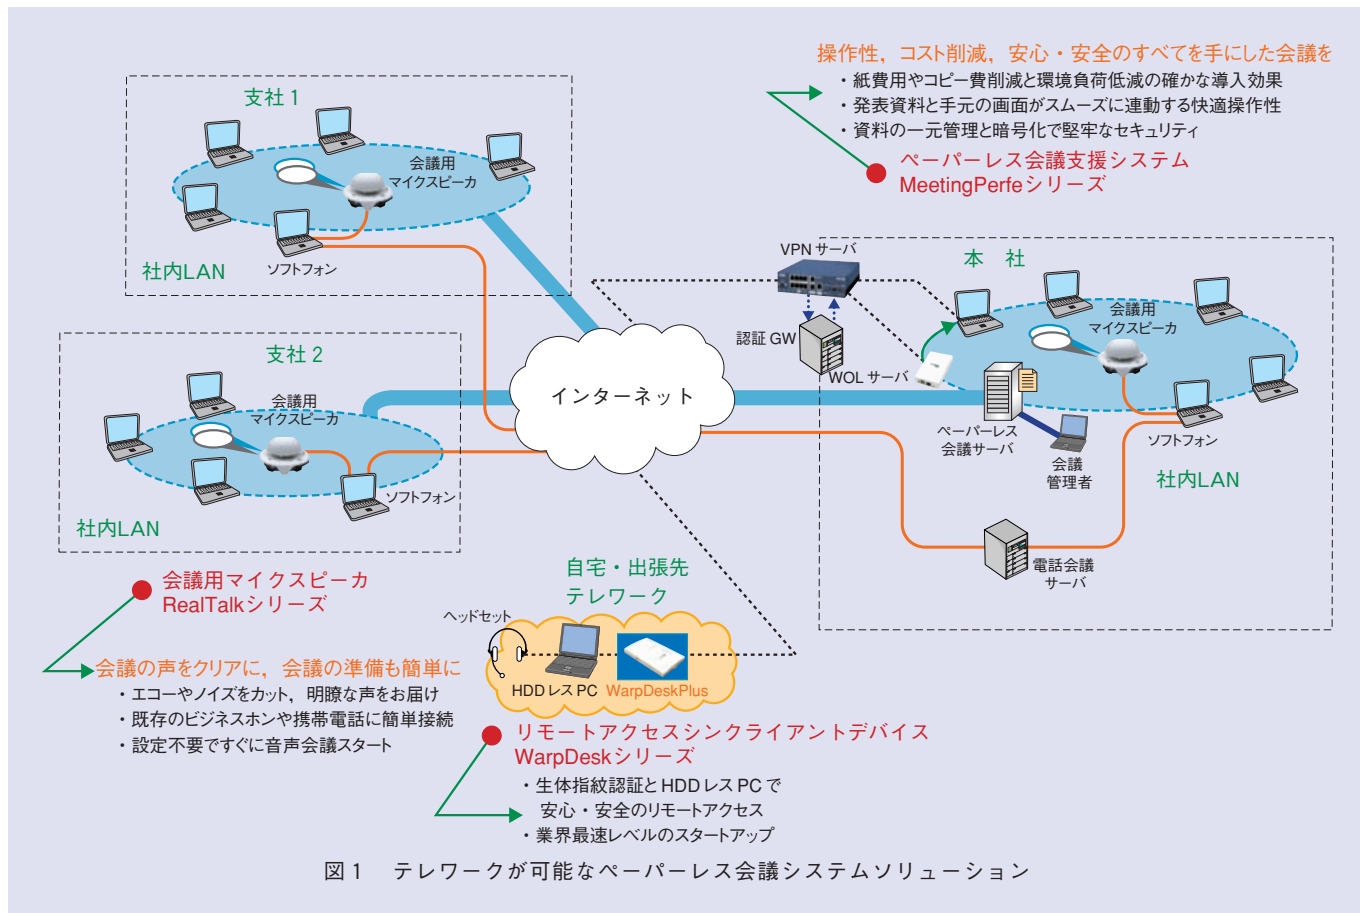 操作性，コスト削減，安心・安全のすべてを手にした会議を
・紙費用やコピー費削減と環境負荷低減の確かな導入効果
・発表資料と手元の画面がスムーズに連動する快適操作性
・資料の一元管理と暗号化で堅牢なセキュリティ
ペーパーレス会議支援システム
MeetingPerfeシリーズ
支社 1
会議用
マイクスピーカ
ソフトフォン
社内LAN
VPN サーバ
認証 GW
WOL サーバ
本　社
会議用
マイクスピーカ
ペーパーレス
会議サーバ
会議
管理者
ソフトフォン
社内LAN
電話会議
サーバ
インターネット
支社 2
会議用
マイクスピーカ
ソフトフォン
社内LAN
会議用マイクスピーカ
RealTalkシリーズ
会議の声をクリアに，会議の準備も簡単に
・エコーやノイズをカット，明瞭な声をお届け
・既存のビジネスホンや携帯電話に簡単接続
・設定不要ですぐに音声会議スタート
自宅・出張先
テレワーク
ヘッドセット
HDD レス PC
WarpDeskPlus
リモートアクセスシンクライアントデバイス
WarpDeskシリーズ
・生体指紋認証と HDD レス PC で
安心・安全のリモートアクセス
・業界最速レベルのスタートアップ
図 1　テレワークが可能なペーパーレス会議システムソリューション